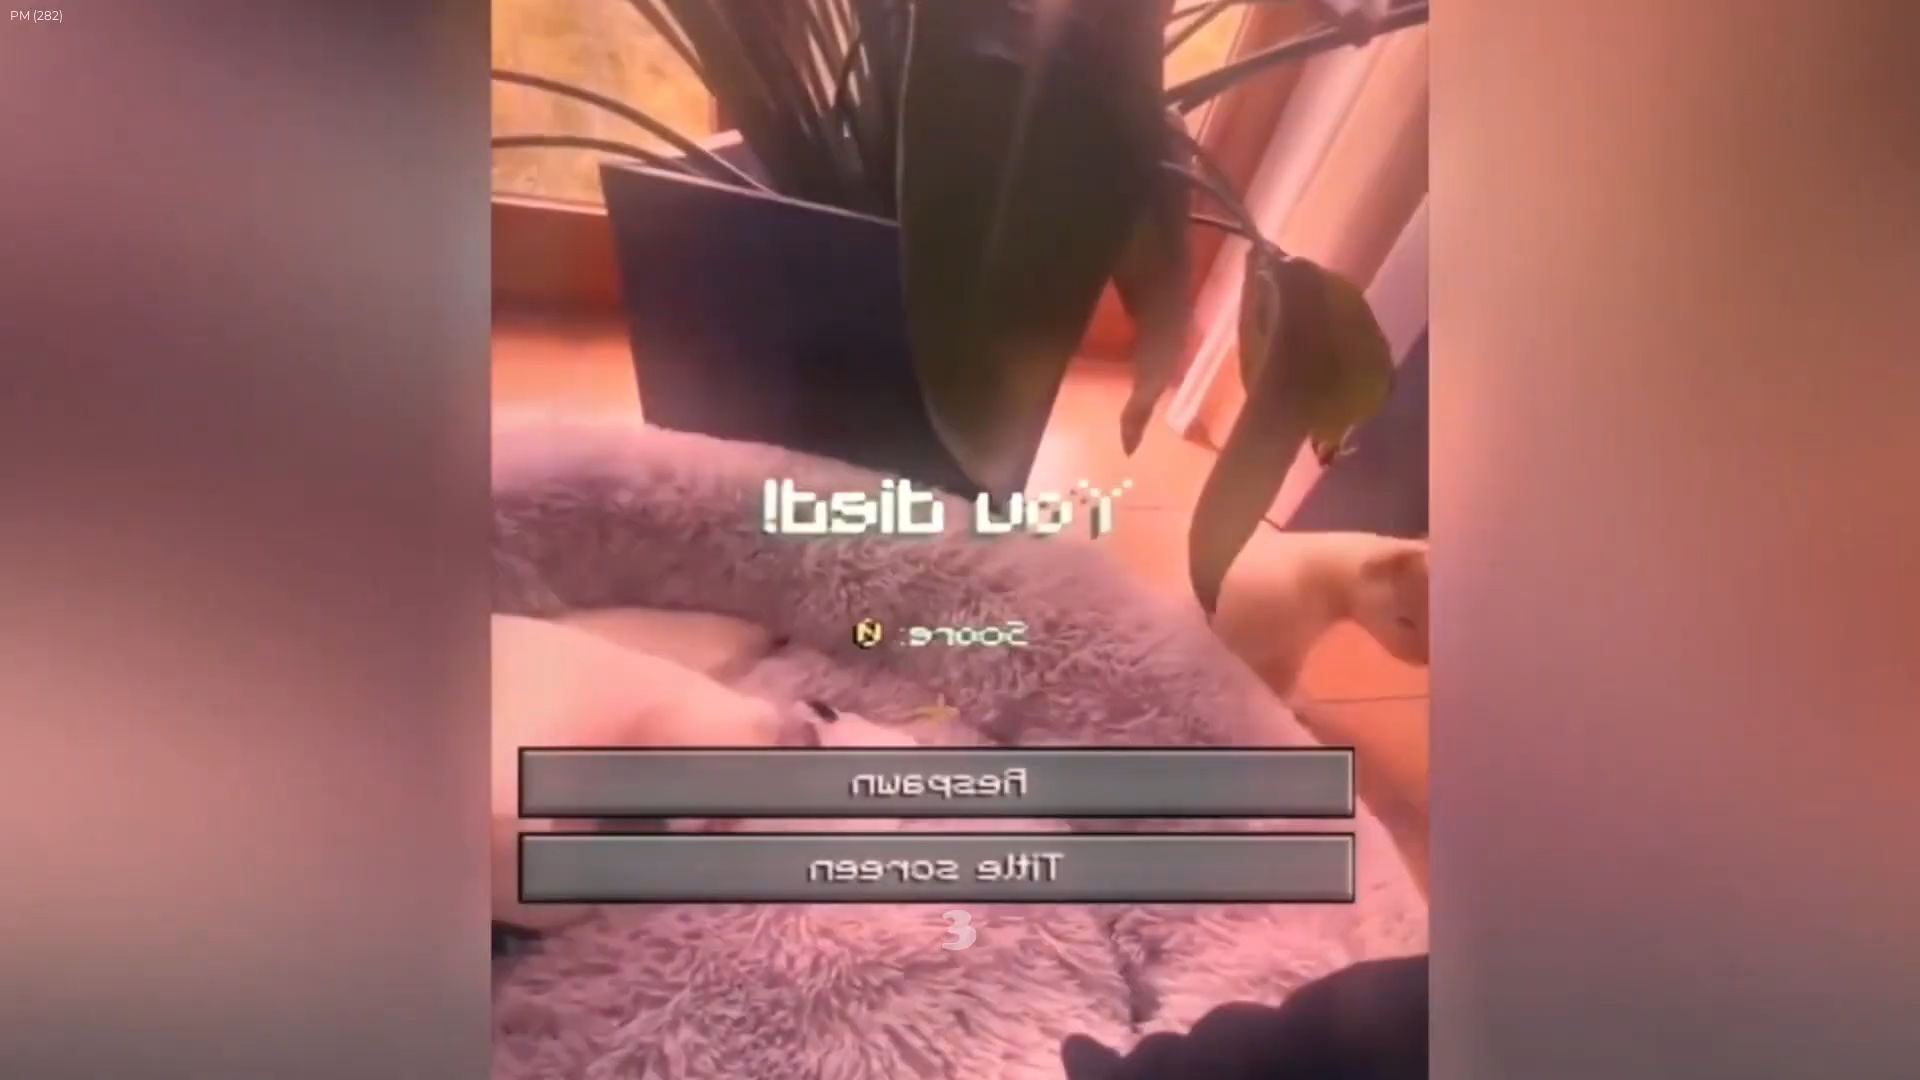 PM (282)
You died!
Score:
Respawn
Title screen
3